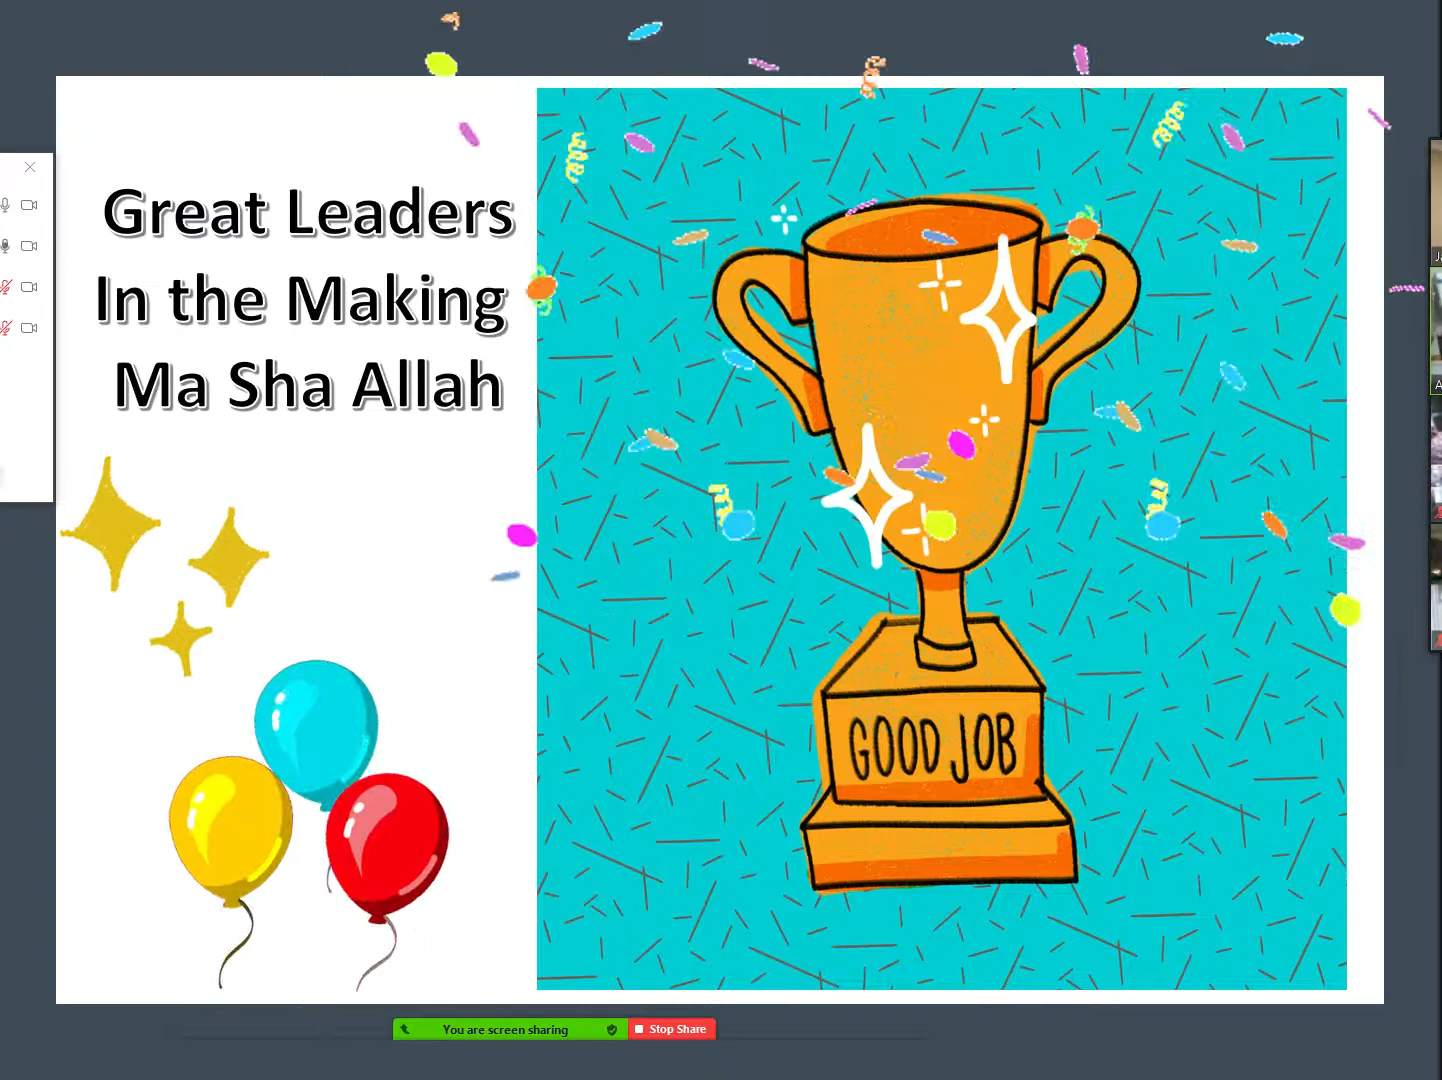 Great Leaders
In the Making
Ma Sha Allah
GOOD JOB
You are screen sharing
Stop Share